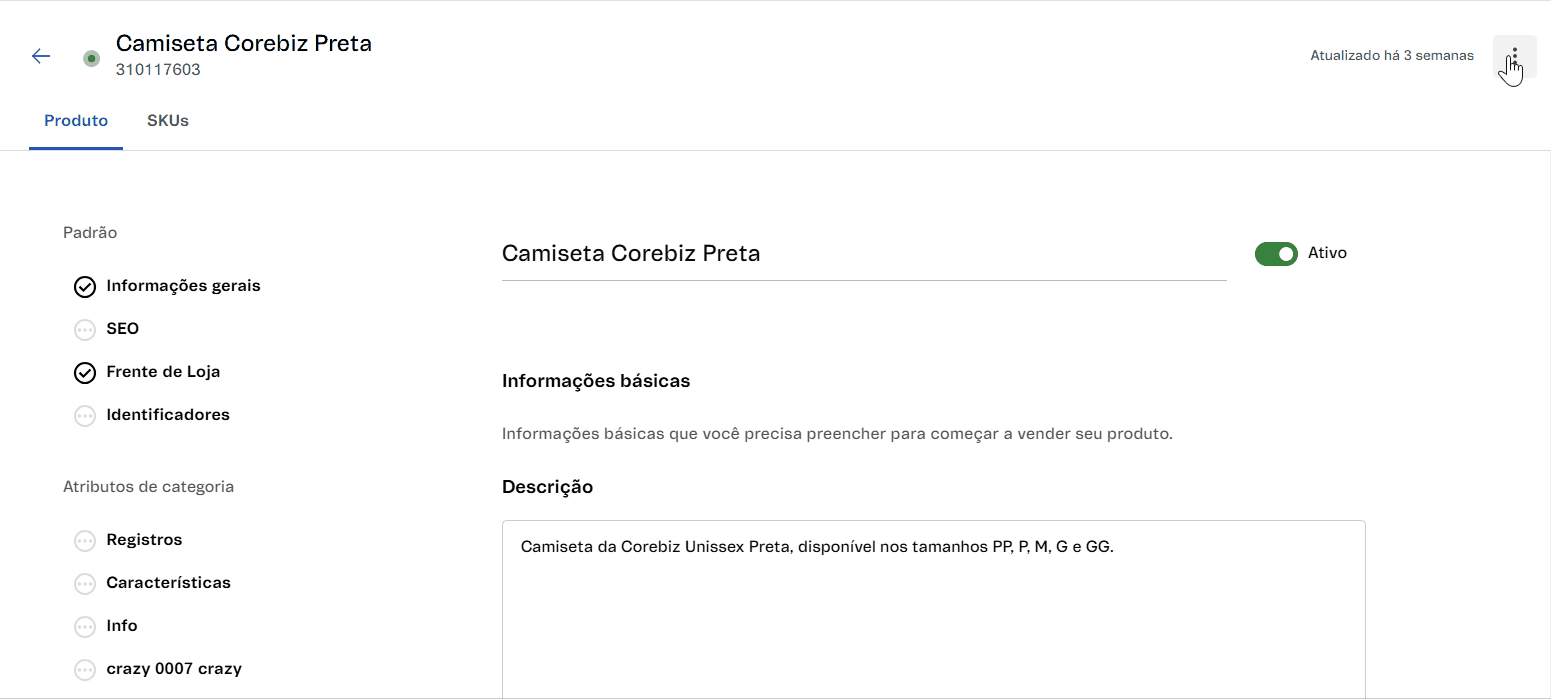 Camiseta Corebiz Preta
310117603
Atualizado há 3 semanas
Produto
SKUs
Padrão
Informações gerais
SEO
Frente de Loja
Identificadores
Atributos de categoria
Registros
Características
Info
crazy 0007 crazy
Camiseta Corebiz Preta
Ativo
Informações básicas
Informações básicas que você precisa preencher para começar a vender seu produto.
Descrição
Camiseta da Corebiz Unissex Preta, disponível nos tamanhos PP, P, M, G e GG.